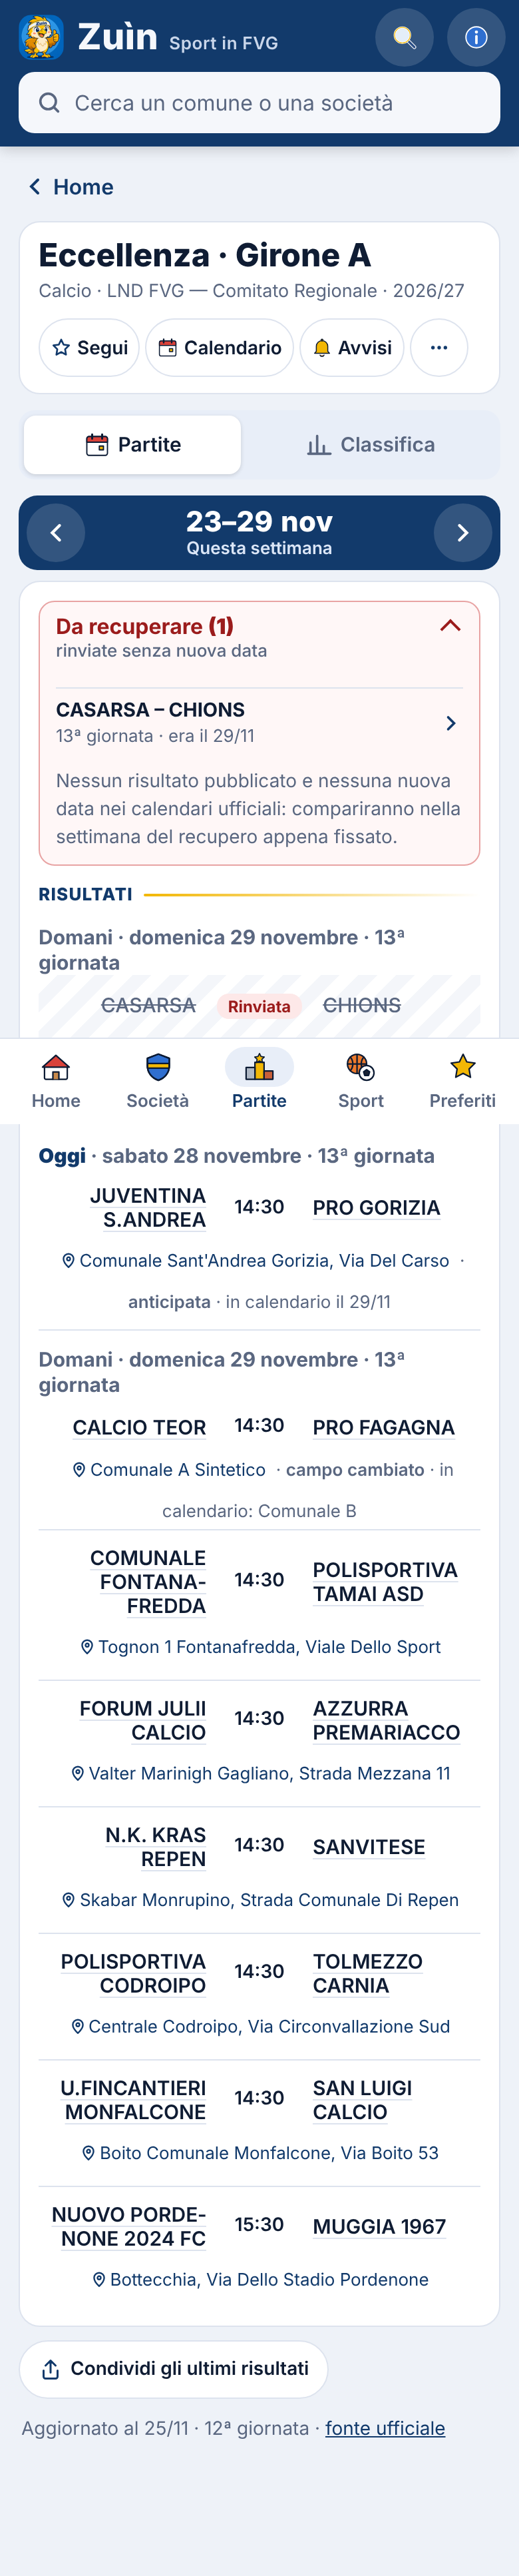 Zuìn Sport in FVG
Cerca un comune o una società
Home
Eccellenza · Girone A
Calcio · LND FVG — Comitato Regionale · 2026/27
Segui
Calendario
Avvisi
Partite
Classifica
23–29 nov
Questa settimana
Da recuperare (1)
rinviate senza nuova data
CASARSA – CHIONS
13ª giornata · era il 29/11
Nessun risultato pubblicato e nessuna nuova
data nei calendari ufficiali: compariranno nella
settimana del recupero appena fissato.
RISULTATI
Domani · domenica 29 novembre · 13ª
giornata
CASARSA Rinviata CHIONS
Home
Società
Partite
Sport
Preferiti
Oggi · sabato 28 novembre · 13ª giornata
JUVENTINA
S.ANDREA
14:30
PRO GORIZIA
Comunale Sant'Andrea Gorizia, Via Del Carso ·
anticipata · in calendario il 29/11
Domani · domenica 29 novembre · 13ª
giornata
CALCIO TEOR
14:30
PRO FAGAGNA
Comunale A Sintetico · campo cambiato · in
calendario: Comunale B
COMUNALE
FONTANA-
FREDDA
14:30
POLISPORTIVA
TAMAI ASD
Tognon 1 Fontanafredda, Viale Dello Sport
FORUM JULII
CALCIO
14:30
AZZURRA
PREMARIACCO
Valter Marinigh Gagliano, Strada Mezzana 11
N.K. KRAS
REPEN
14:30
SANVITESE
Skabar Monrupino, Strada Comunale Di Repen
POLISPORTIVA
CODROIPO
14:30
TOLMEZZO
CARNIA
Centrale Codroipo, Via Circonvallazione Sud
U.FINCANTIERI
MONFALCONE
14:30
SAN LUIGI
CALCIO
Boito Comunale Monfalcone, Via Boito 53
NUOVO PORDE-
NONE 2024 FC
15:30
MUGGIA 1967
Bottecchia, Via Dello Stadio Pordenone
Condividi gli ultimi risultati
Aggiornato al 25/11 · 12ª giornata · fonte ufficiale